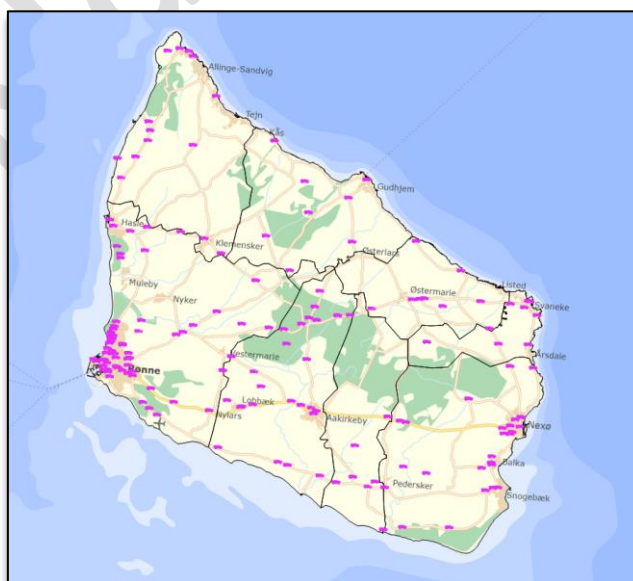 Allinge-Sandvig
Tejn
Kås
Gudhjem
Hasle
Klemensker
Østerlars
Listed
Muleby
Nyker
Østermarie
Svaneke
Årsdale
Vestermarie
Rønne
Lobbæk
Nylars
Aakirkeby
Nexø
Balka
Pedersker
Snogebæk